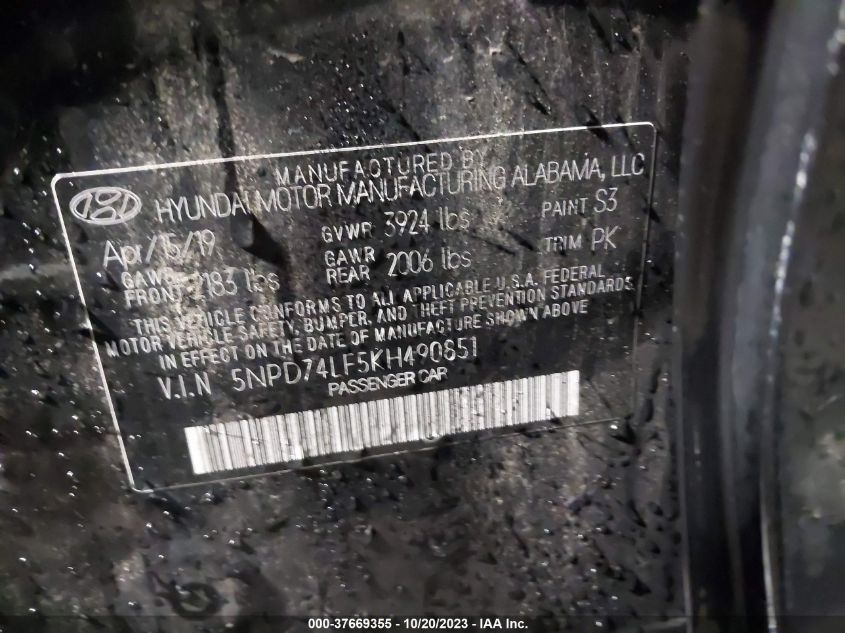 MANUFACTURED BY
HYUNDAI MOTOR MANUFACTURING ALABAMA, LLC
Apr/15/19 GVWR 3924 lbs PAINT S3
GAWR FRONT 2183 lbs GAWR REAR 2006 lbs TRIM PK
THIS VEHICLE CONFORMS TO ALL APPLICABLE U.S.A. FEDERAL
MOTOR VEHICLE SAFETY, BUMPER, AND THEFT PREVENTION STANDARDS
IN EFFECT ON THE DATE OF MANUFACTURE SHOWN ABOVE
V.I.N 5NPD74LF5KH490851
PASSENGER CAR
000-37669355 - 10/20/2023 - IAA Inc.